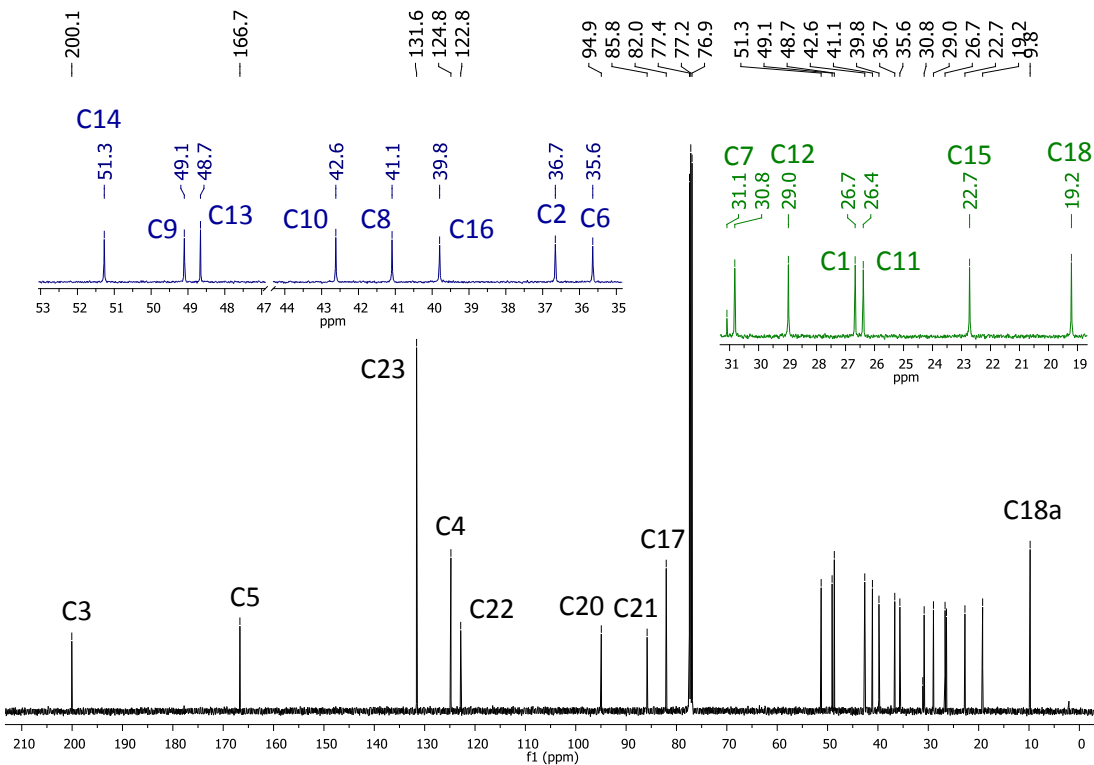 200.1 166.7 131.6 124.8 122.8 94.9 85.8 82.0 77.4 77.2 76.9 51.3 49.1 48.7 42.6 41.1 39.8 36.7 35.6 30.8 29.0 26.7 22.7 19.2 9.8
C14
51.3 49.1 48.7 42.6 41.1 39.8 36.7 35.6
C9 C13 C10 C8 C16 C2 C6
53 52 51 50 49 48 47 44 43 42 41 40 39 38 37 36 35
ppm
C7 C12 C15 C18
31.1 30.8 29.0 26.7 26.4 22.7 19.2
C1 C11
31 30 29 28 27 26 25 24 23 22 21 20 19
ppm
C23
C4
C18a
C17
C3 C5 C22 C20 C21
210 200 190 180 170 160 150 140 130 120 110 100 90 80 70 60 50 40 30 20 10 0
f1 (ppm)